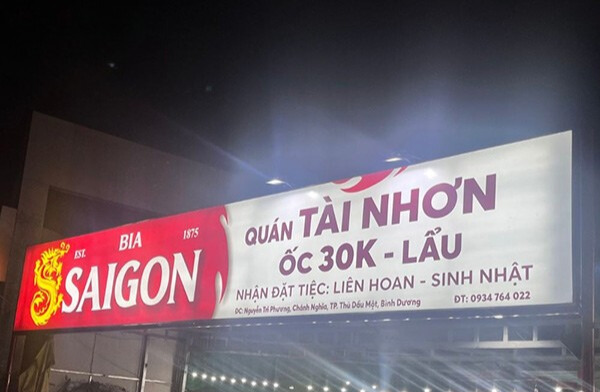 EST. BIA 1875
SAIGON
QUÁN TÀI NHƠN
ỐC 30K - LẨU
NHẬN ĐẶT TIỆC: LIÊN HOAN - SINH NHẬT
ĐC: Nguyễn Tri Phương, Chánh Nghĩa, TP. Thủ Dầu Một, Bình Dương
ĐT: 0934 764 022